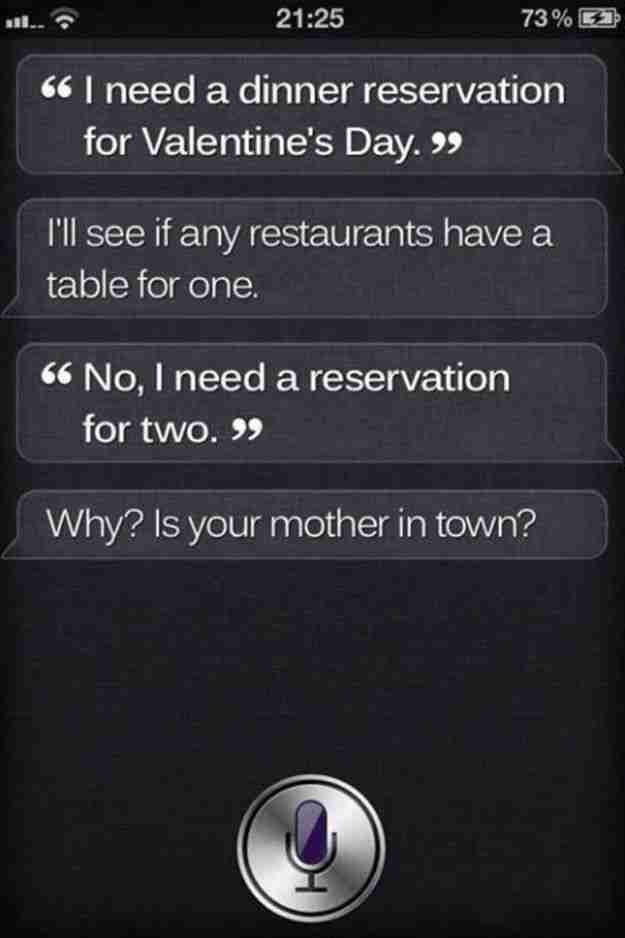 21:25 73%
“ I need a dinner reservation
for Valentine's Day. ”
I'll see if any restaurants have a
table for one.
“ No, I need a reservation
for two. ”
Why? Is your mother in town?